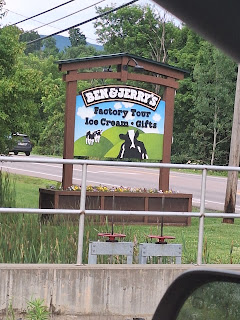 BEN&JERRY'S
Factory Tour
Ice Cream • Gifts